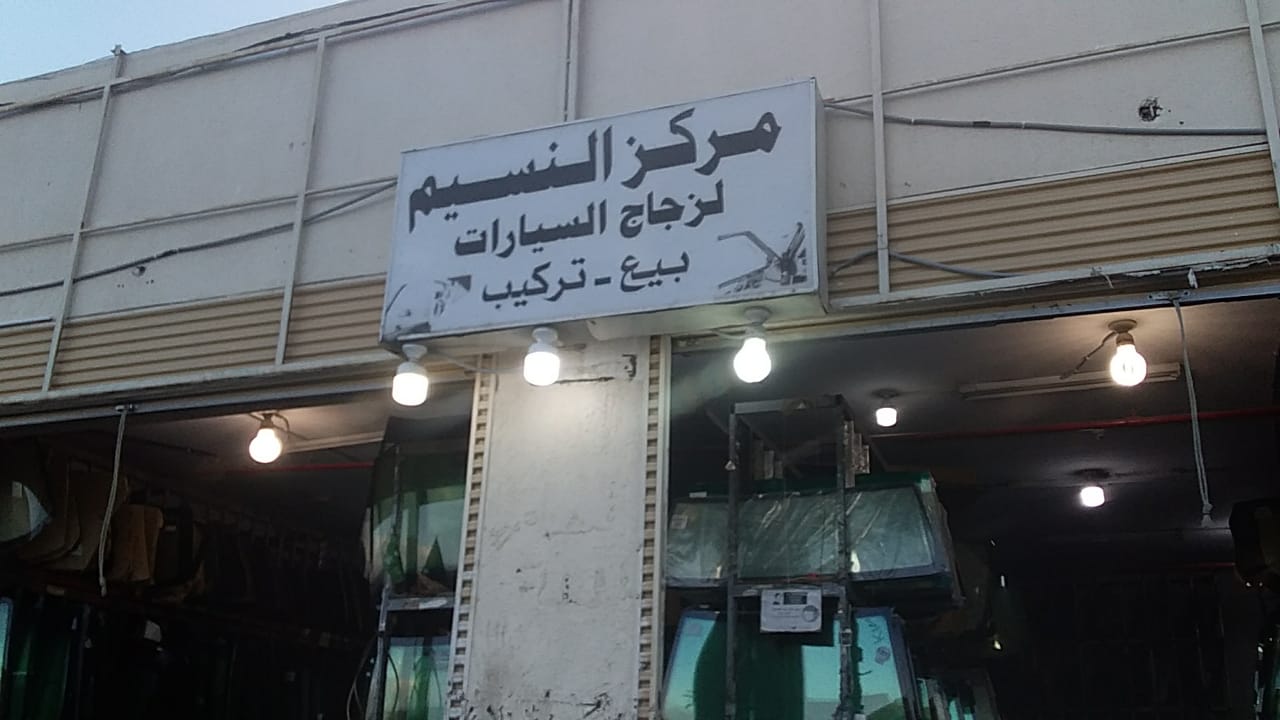 مركز النسيم
لزجاج السيارات
بيع - تركيب